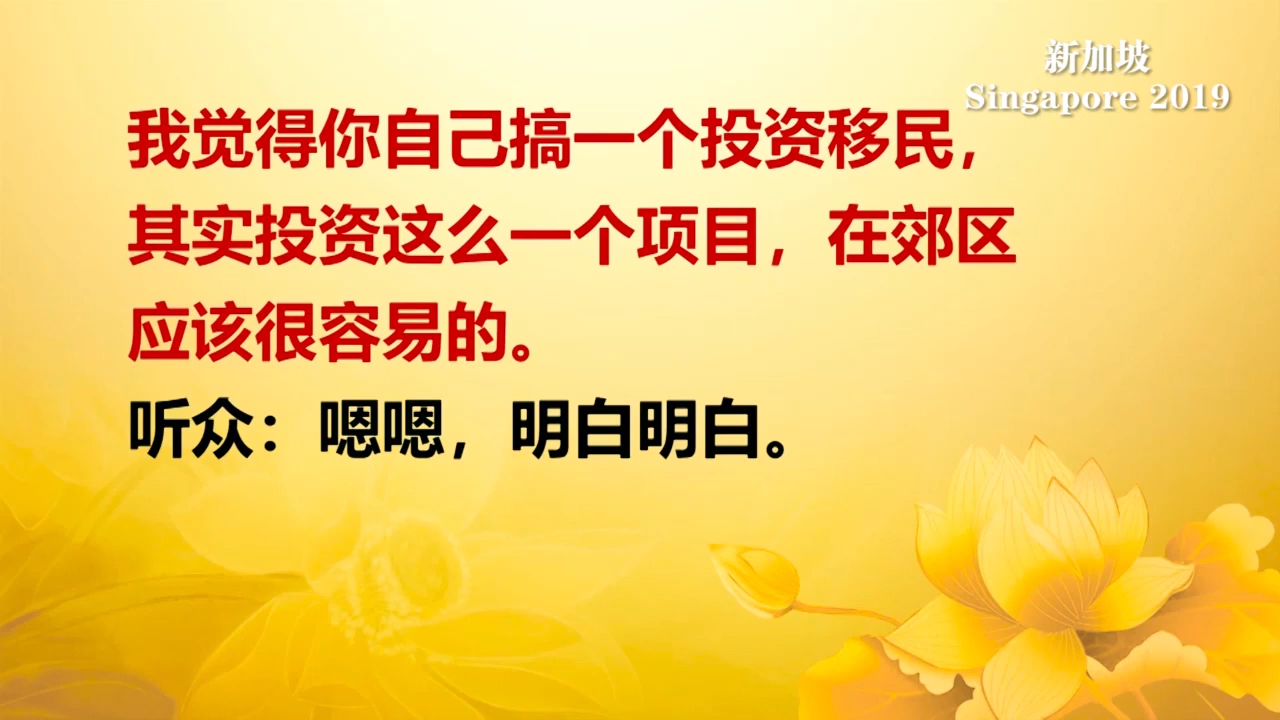 新加坡
Singapore 2019
我觉得你自己搞一个投资移民，
其实投资这么一个项目，在郊区
应该很容易的。
听众：嗯嗯，明白明白。